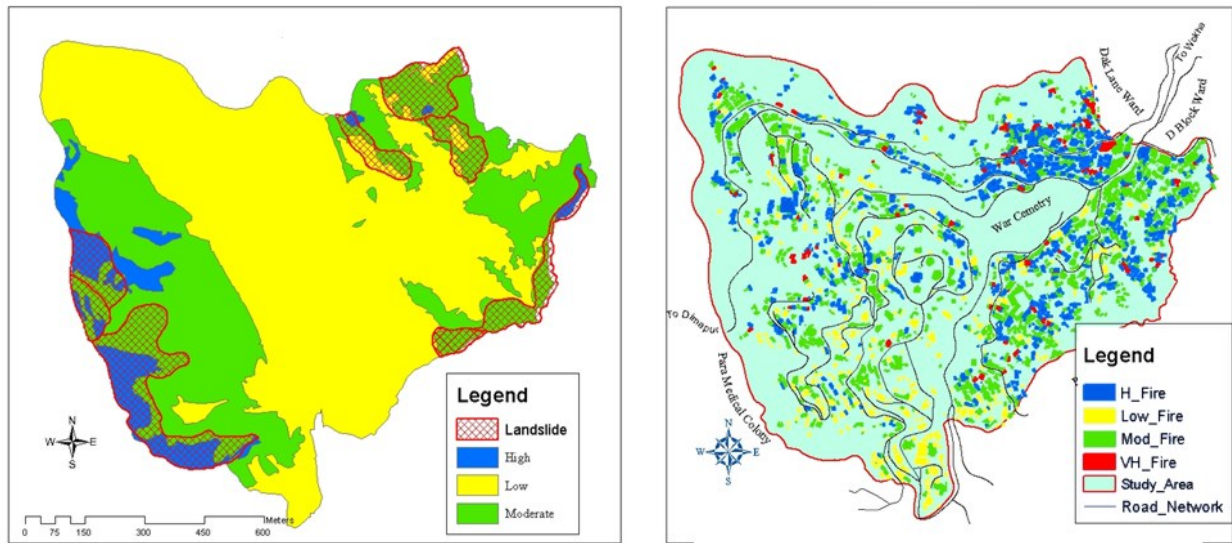 N
W E
S
0 75 150 300 450 600
Meters
Legend
Landslide
High
Low
Moderate
Dak Lane Ward
To Wokha
D Block Ward
War Cemetry
To Dimapur
Para Medical Colony
N
W E
S
Legend
H_Fire
Low_Fire
Mod_Fire
VH_Fire
Study_Area
Road_Network